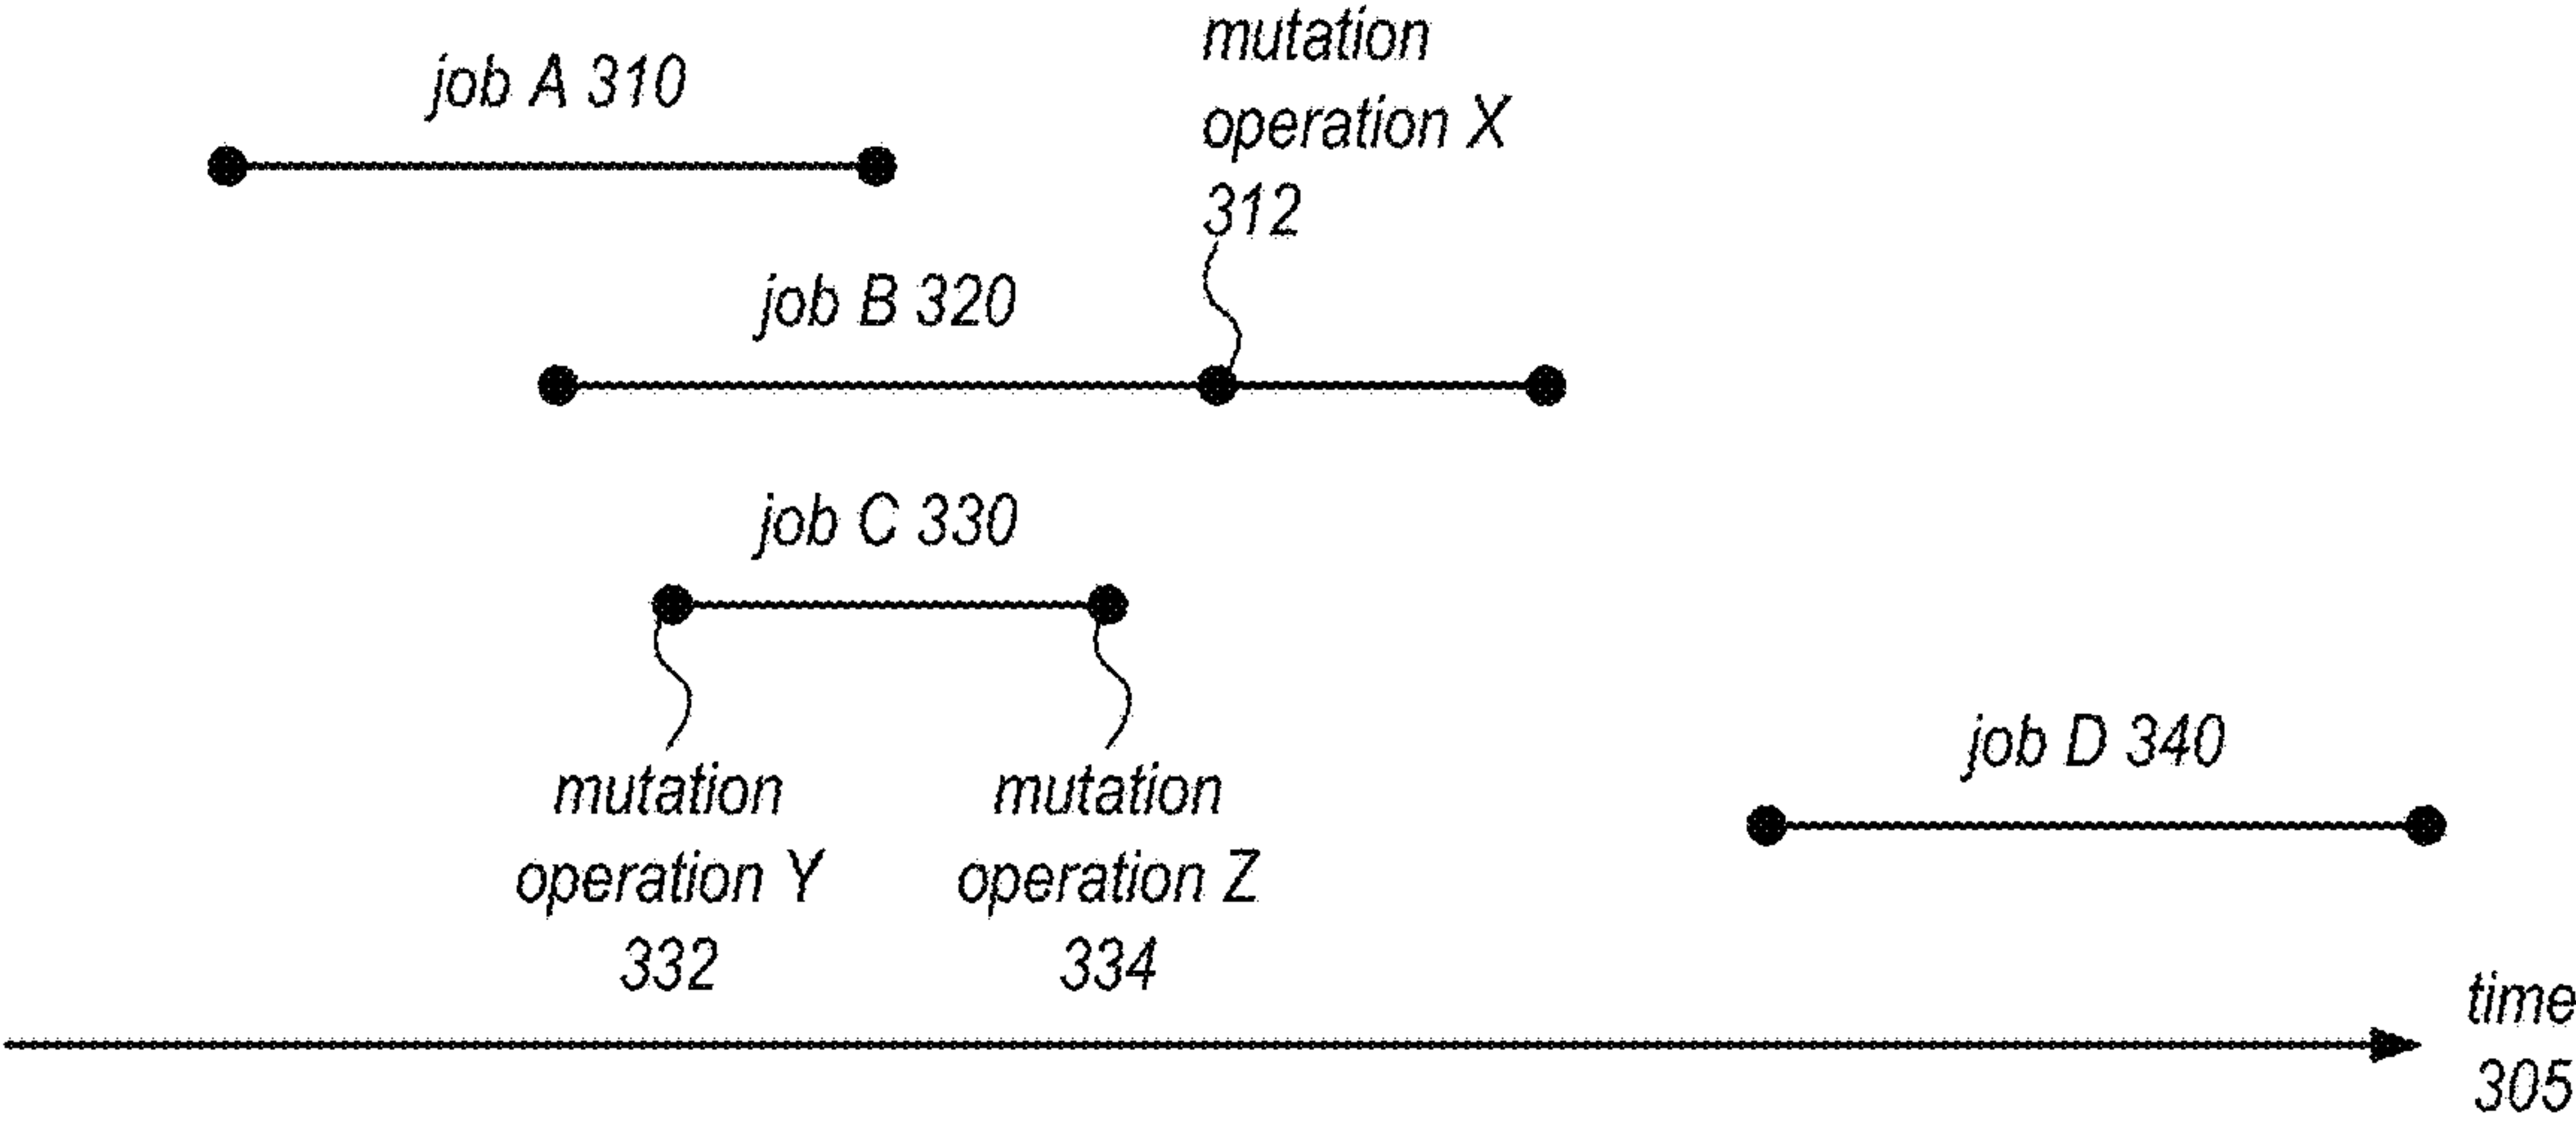 mutation
operation X
312
job A 310
job B 320
job C 330
mutation
operation Y
332
mutation
operation Z
334
job D 340
time
305